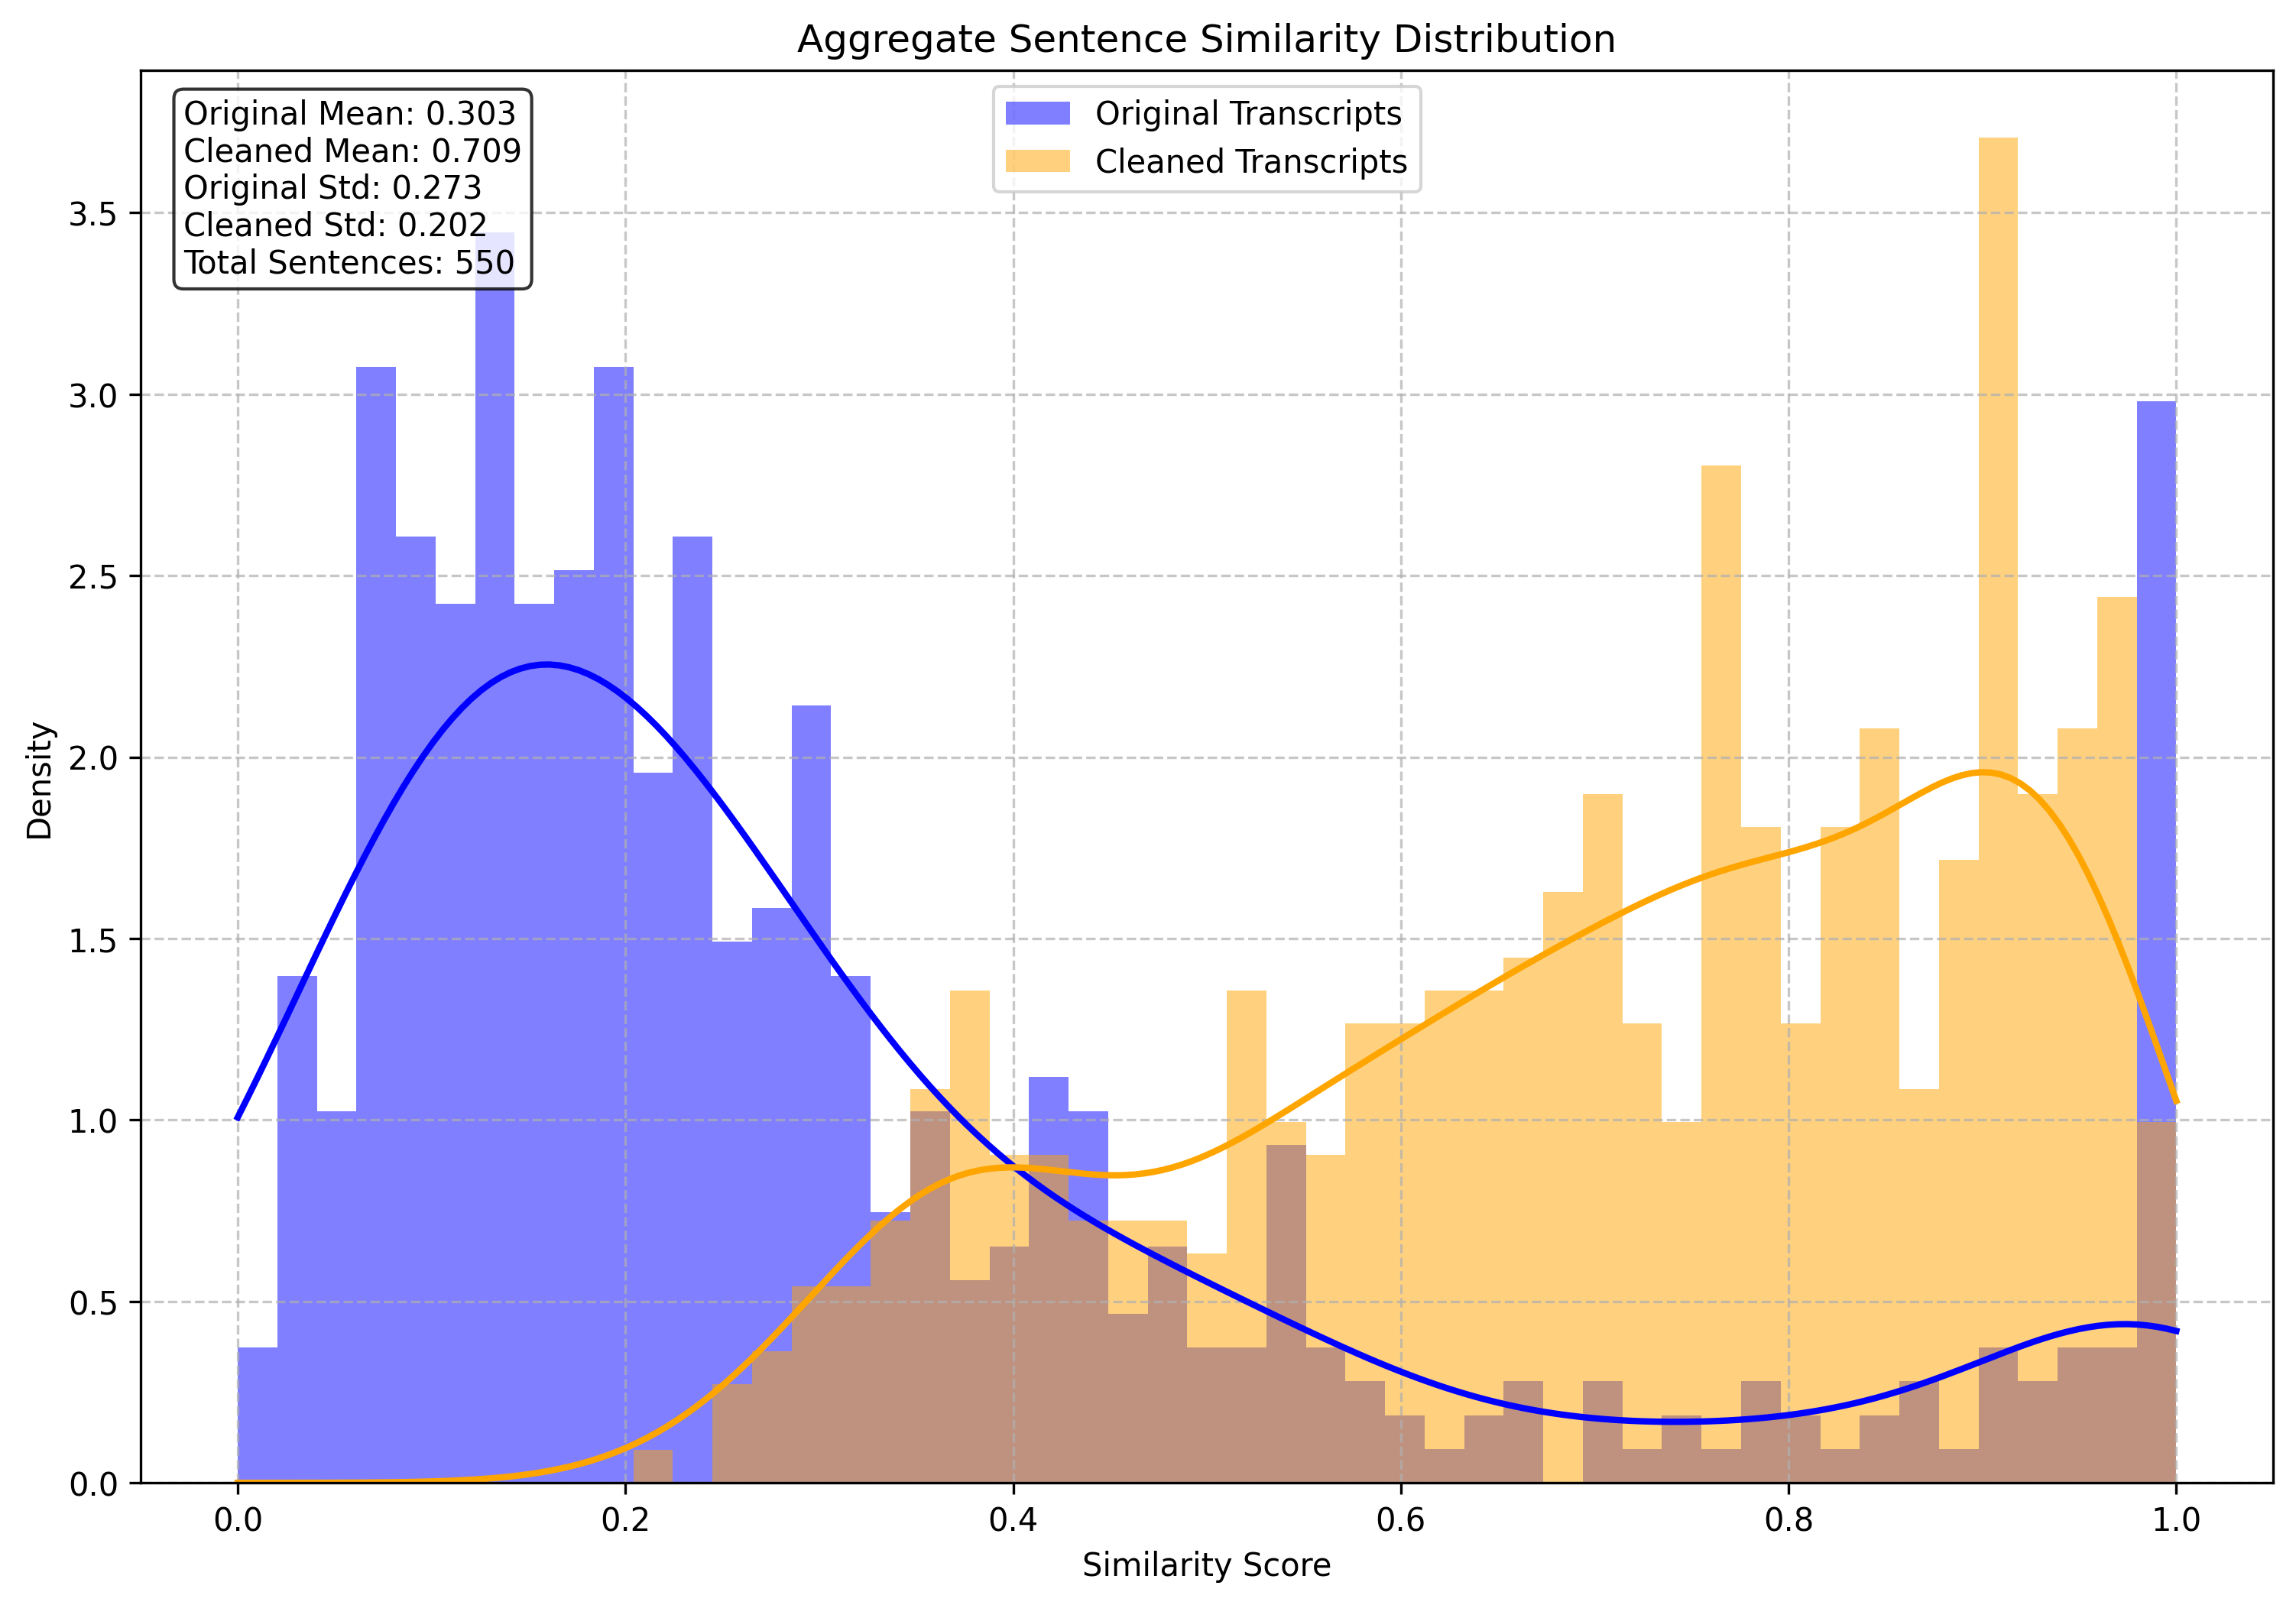 Aggregate Sentence Similarity Distribution
Original Mean: 0.303
Cleaned Mean: 0.709
Original Std: 0.273
Cleaned Std: 0.202
Total Sentences: 550
Original Transcripts
Cleaned Transcripts
Density
3.5
3.0
2.5
2.0
1.5
1.0
0.5
0.0
0.0 0.2 0.4 0.6 0.8 1.0
Similarity Score